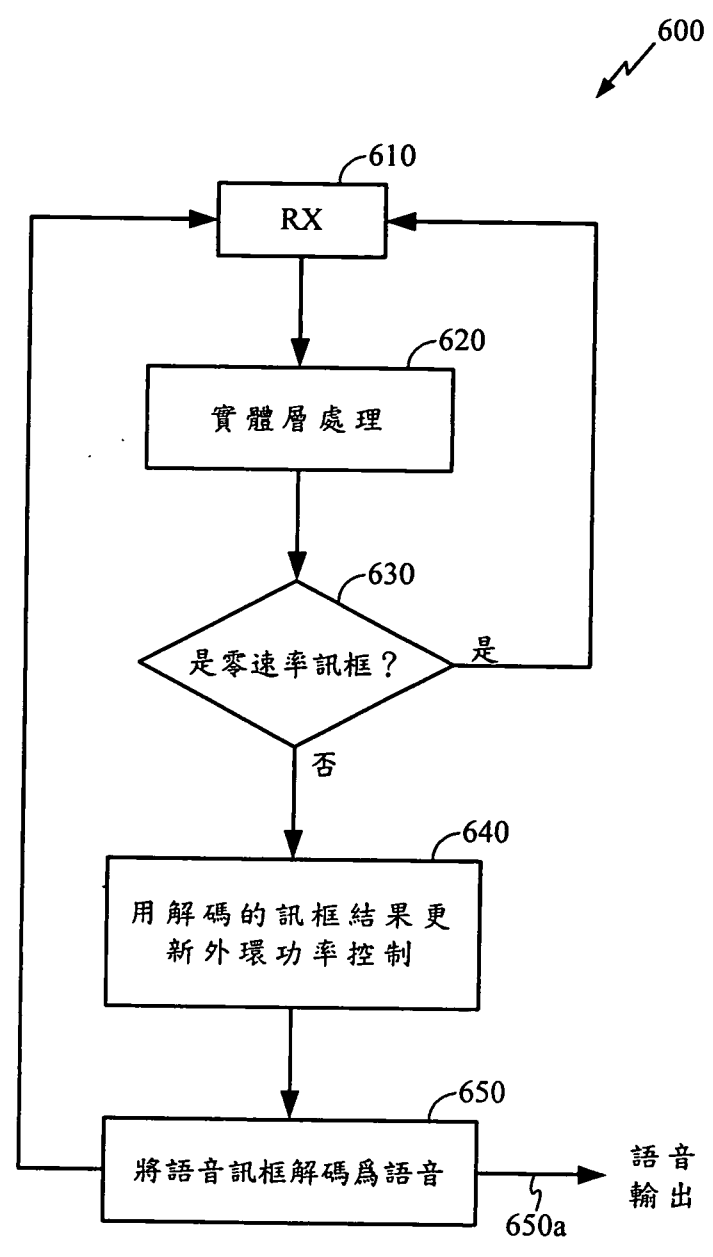 600
610
RX
620
實體層處理
630
是零速率訊框？
是
否
640
用解碼的訊框結果更
新外環功率控制
650
將語音訊框解碼爲語音
語音
輸出
650a